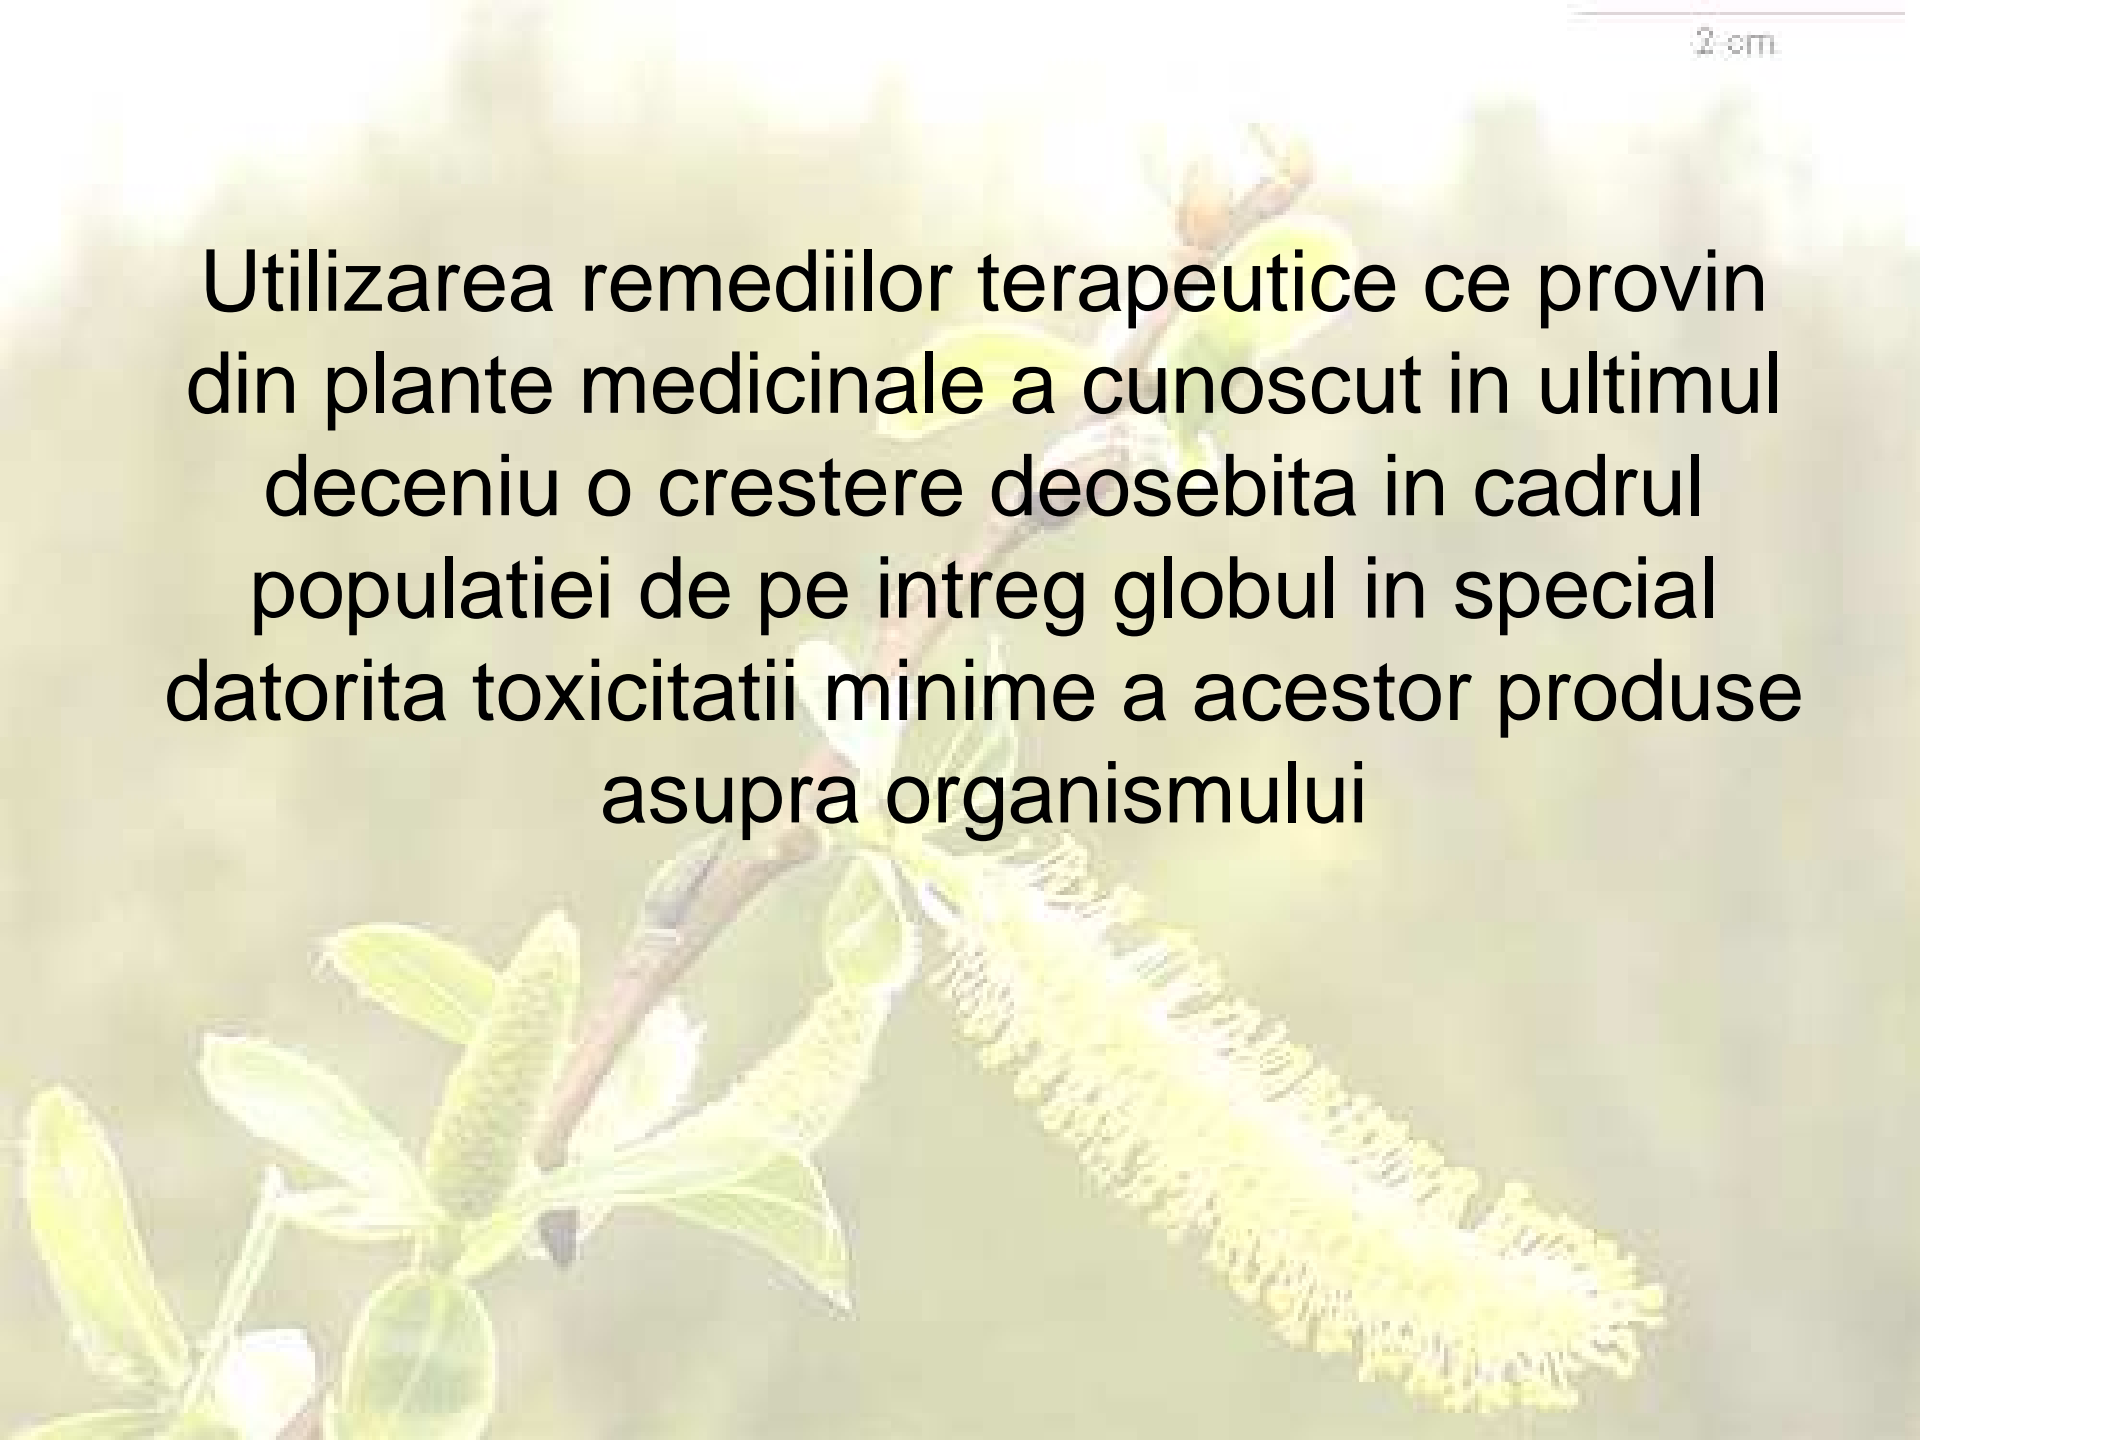 2 cm
Utilizarea remediilor terapeutice ce provin
din plante medicinale a cunoscut in ultimul
deceniu o crestere deosebita in cadrul
populatiei de pe intreg globul in special
datorita toxicitatii minime a acestor produse
asupra organismului